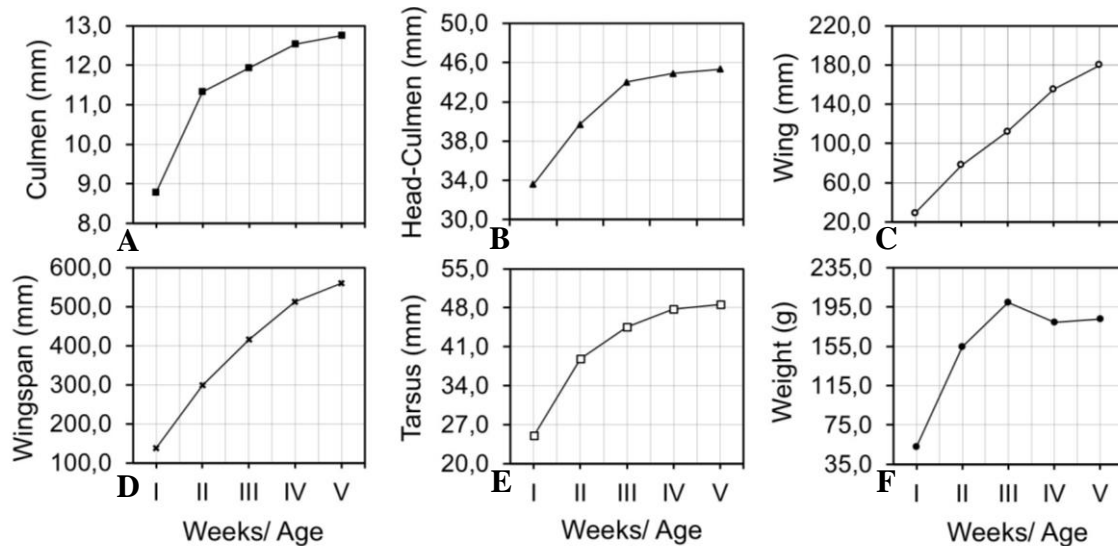 Culmen (mm)
13,0
12,0
11,0
10,0
9,0
8,0
A
Head-Culmen (mm)
50,0
46,0
42,0
38,0
34,0
30,0
B
Wing (mm)
220,0
180,0
140,0
100,0
60,0
20,0
C
Wingspan (mm)
600,0
500,0
400,0
300,0
200,0
100,0
D
I II III IV V
Weeks/ Age
Tarsus (mm)
55,0
48,0
41,0
34,0
27,0
20,0
E
I II III IV V
Weeks/ Age
Weight (g)
235,0
195,0
155,0
115,0
75,0
35,0
F
I II III IV V
Weeks/ Age